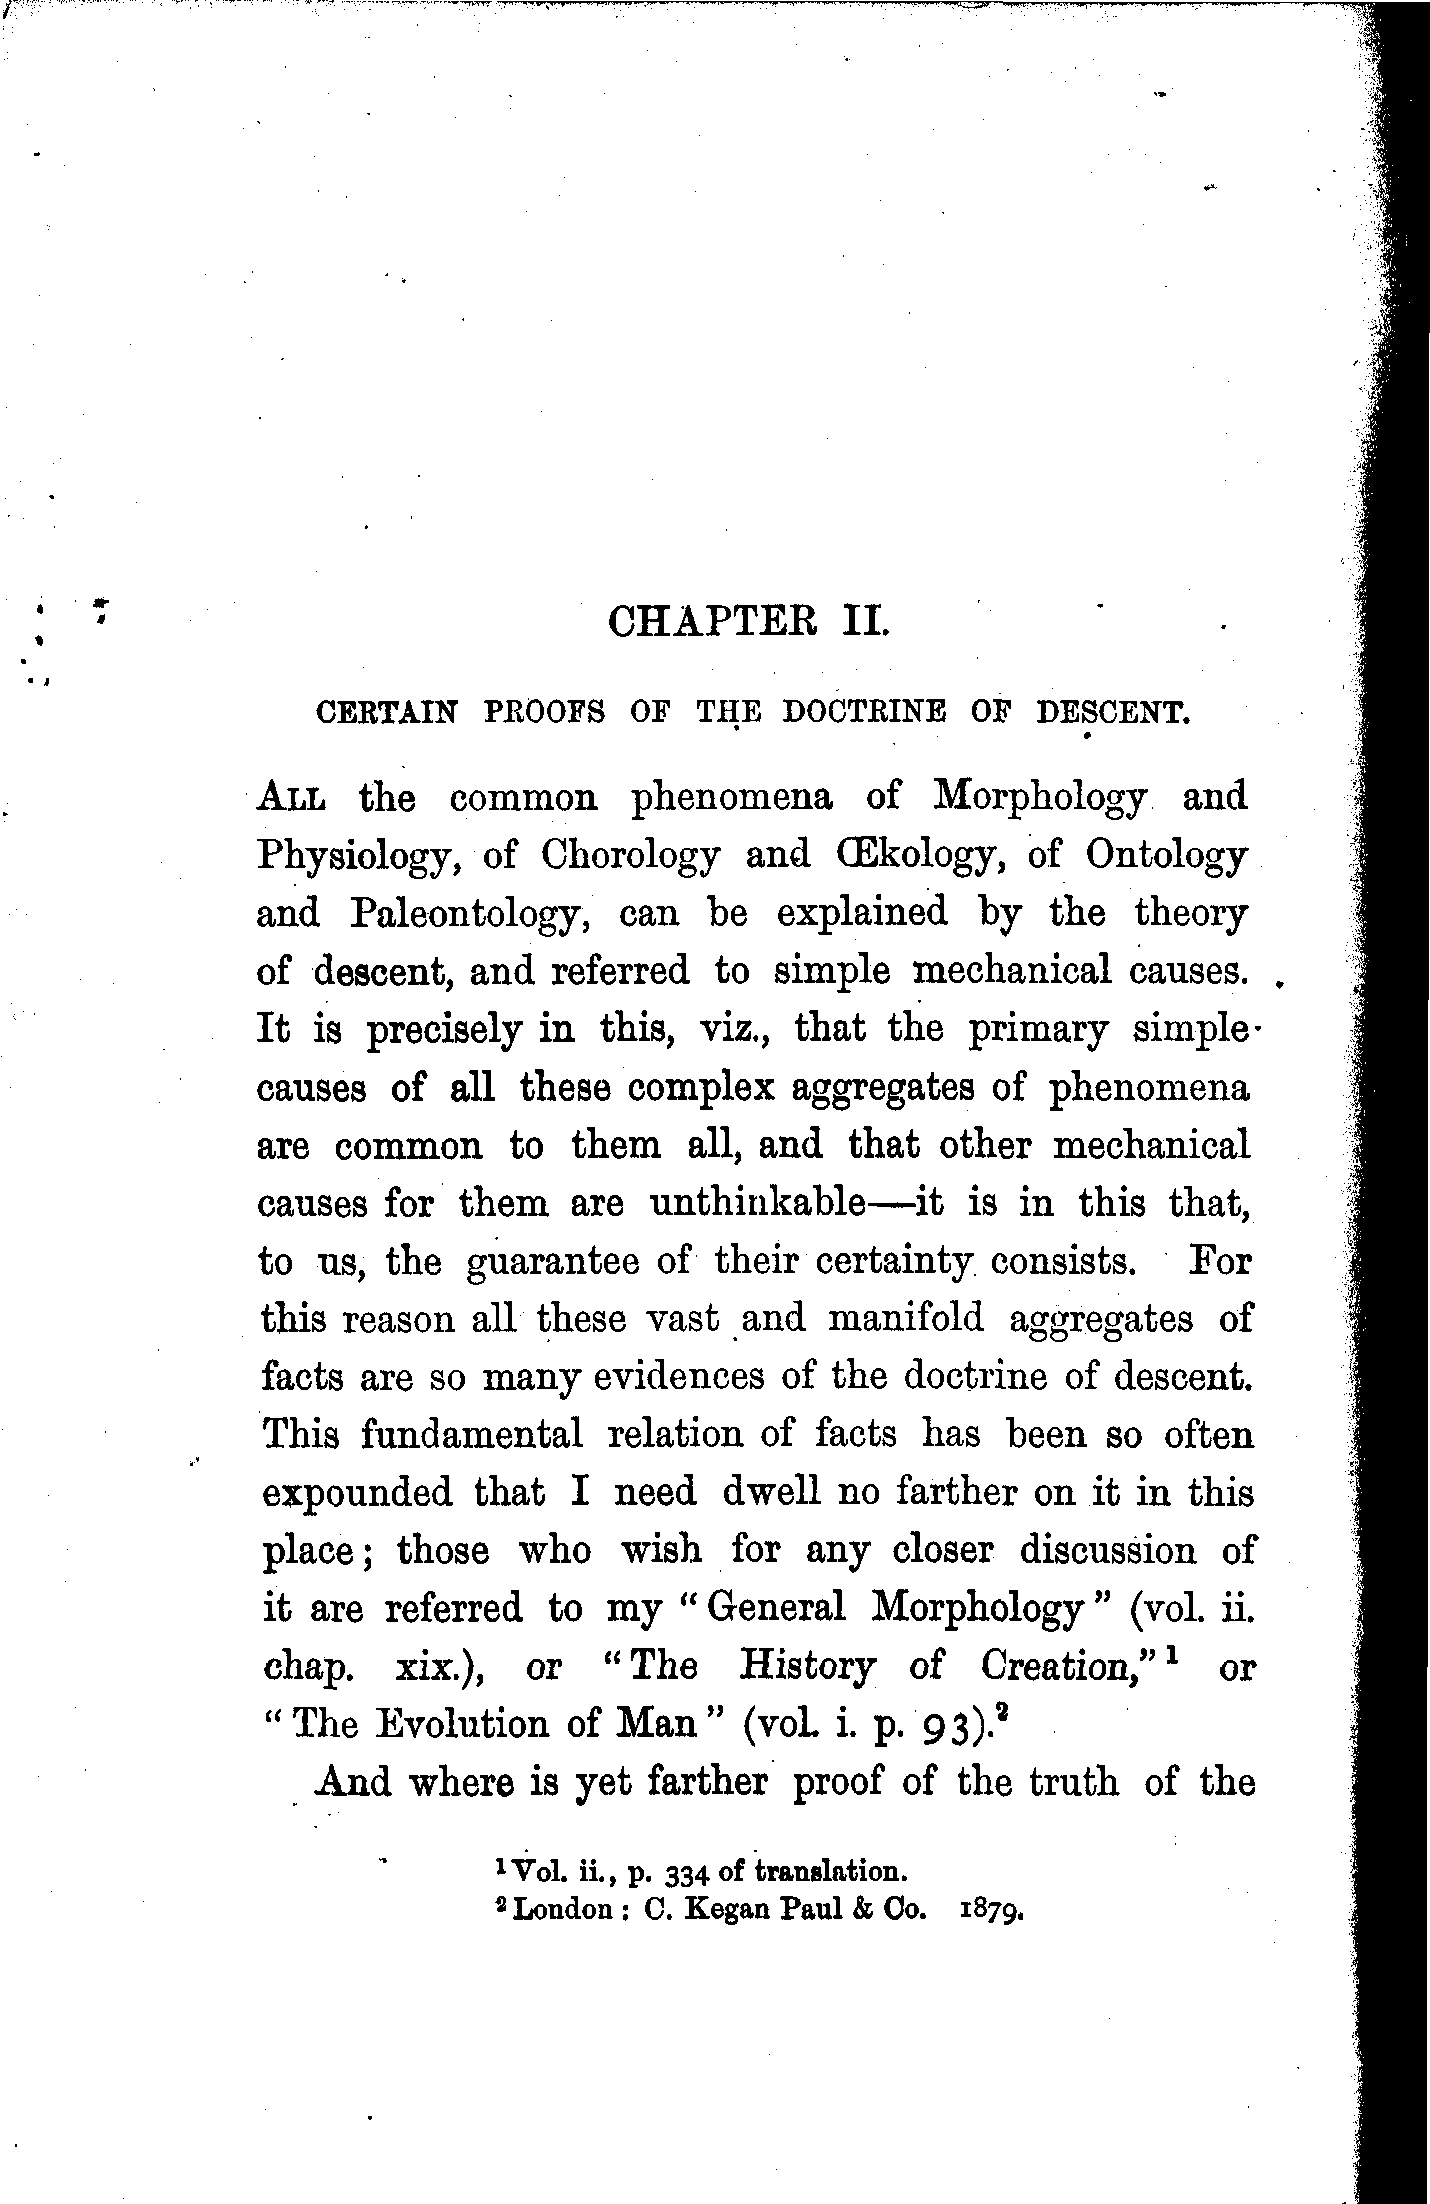 CHAPTER II.
CERTAIN PROOFS OF THE DOCTRINE OF DESCENT.
ALL the common phenomena of Morphology and
Physiology, of Chorology and Œkology, of Ontology
and Paleontology, can be explained by the theory
of descent, and referred to simple mechanical causes.
It is precisely in this, viz., that the primary simple
causes of all these complex aggregates of phenomena
are common to them all, and that other mechanical
causes for them are unthinkable—it is in this that,
to us, the guarantee of their certainty consists. For
this reason all these vast and manifold aggregates of
facts are so many evidences of the doctrine of descent.
This fundamental relation of facts has been so often
expounded that I need dwell no farther on it in this
place; those who wish for any closer discussion of
it are referred to my “General Morphology” (vol. ii.
chap. xix.), or “The History of Creation,”¹ or
“The Evolution of Man” (vol. i. p. 93).²
And where is yet farther proof of the truth of the
¹ Vol. ii., p. 334 of translation.
² London: C. Kegan Paul & Co. 1879.